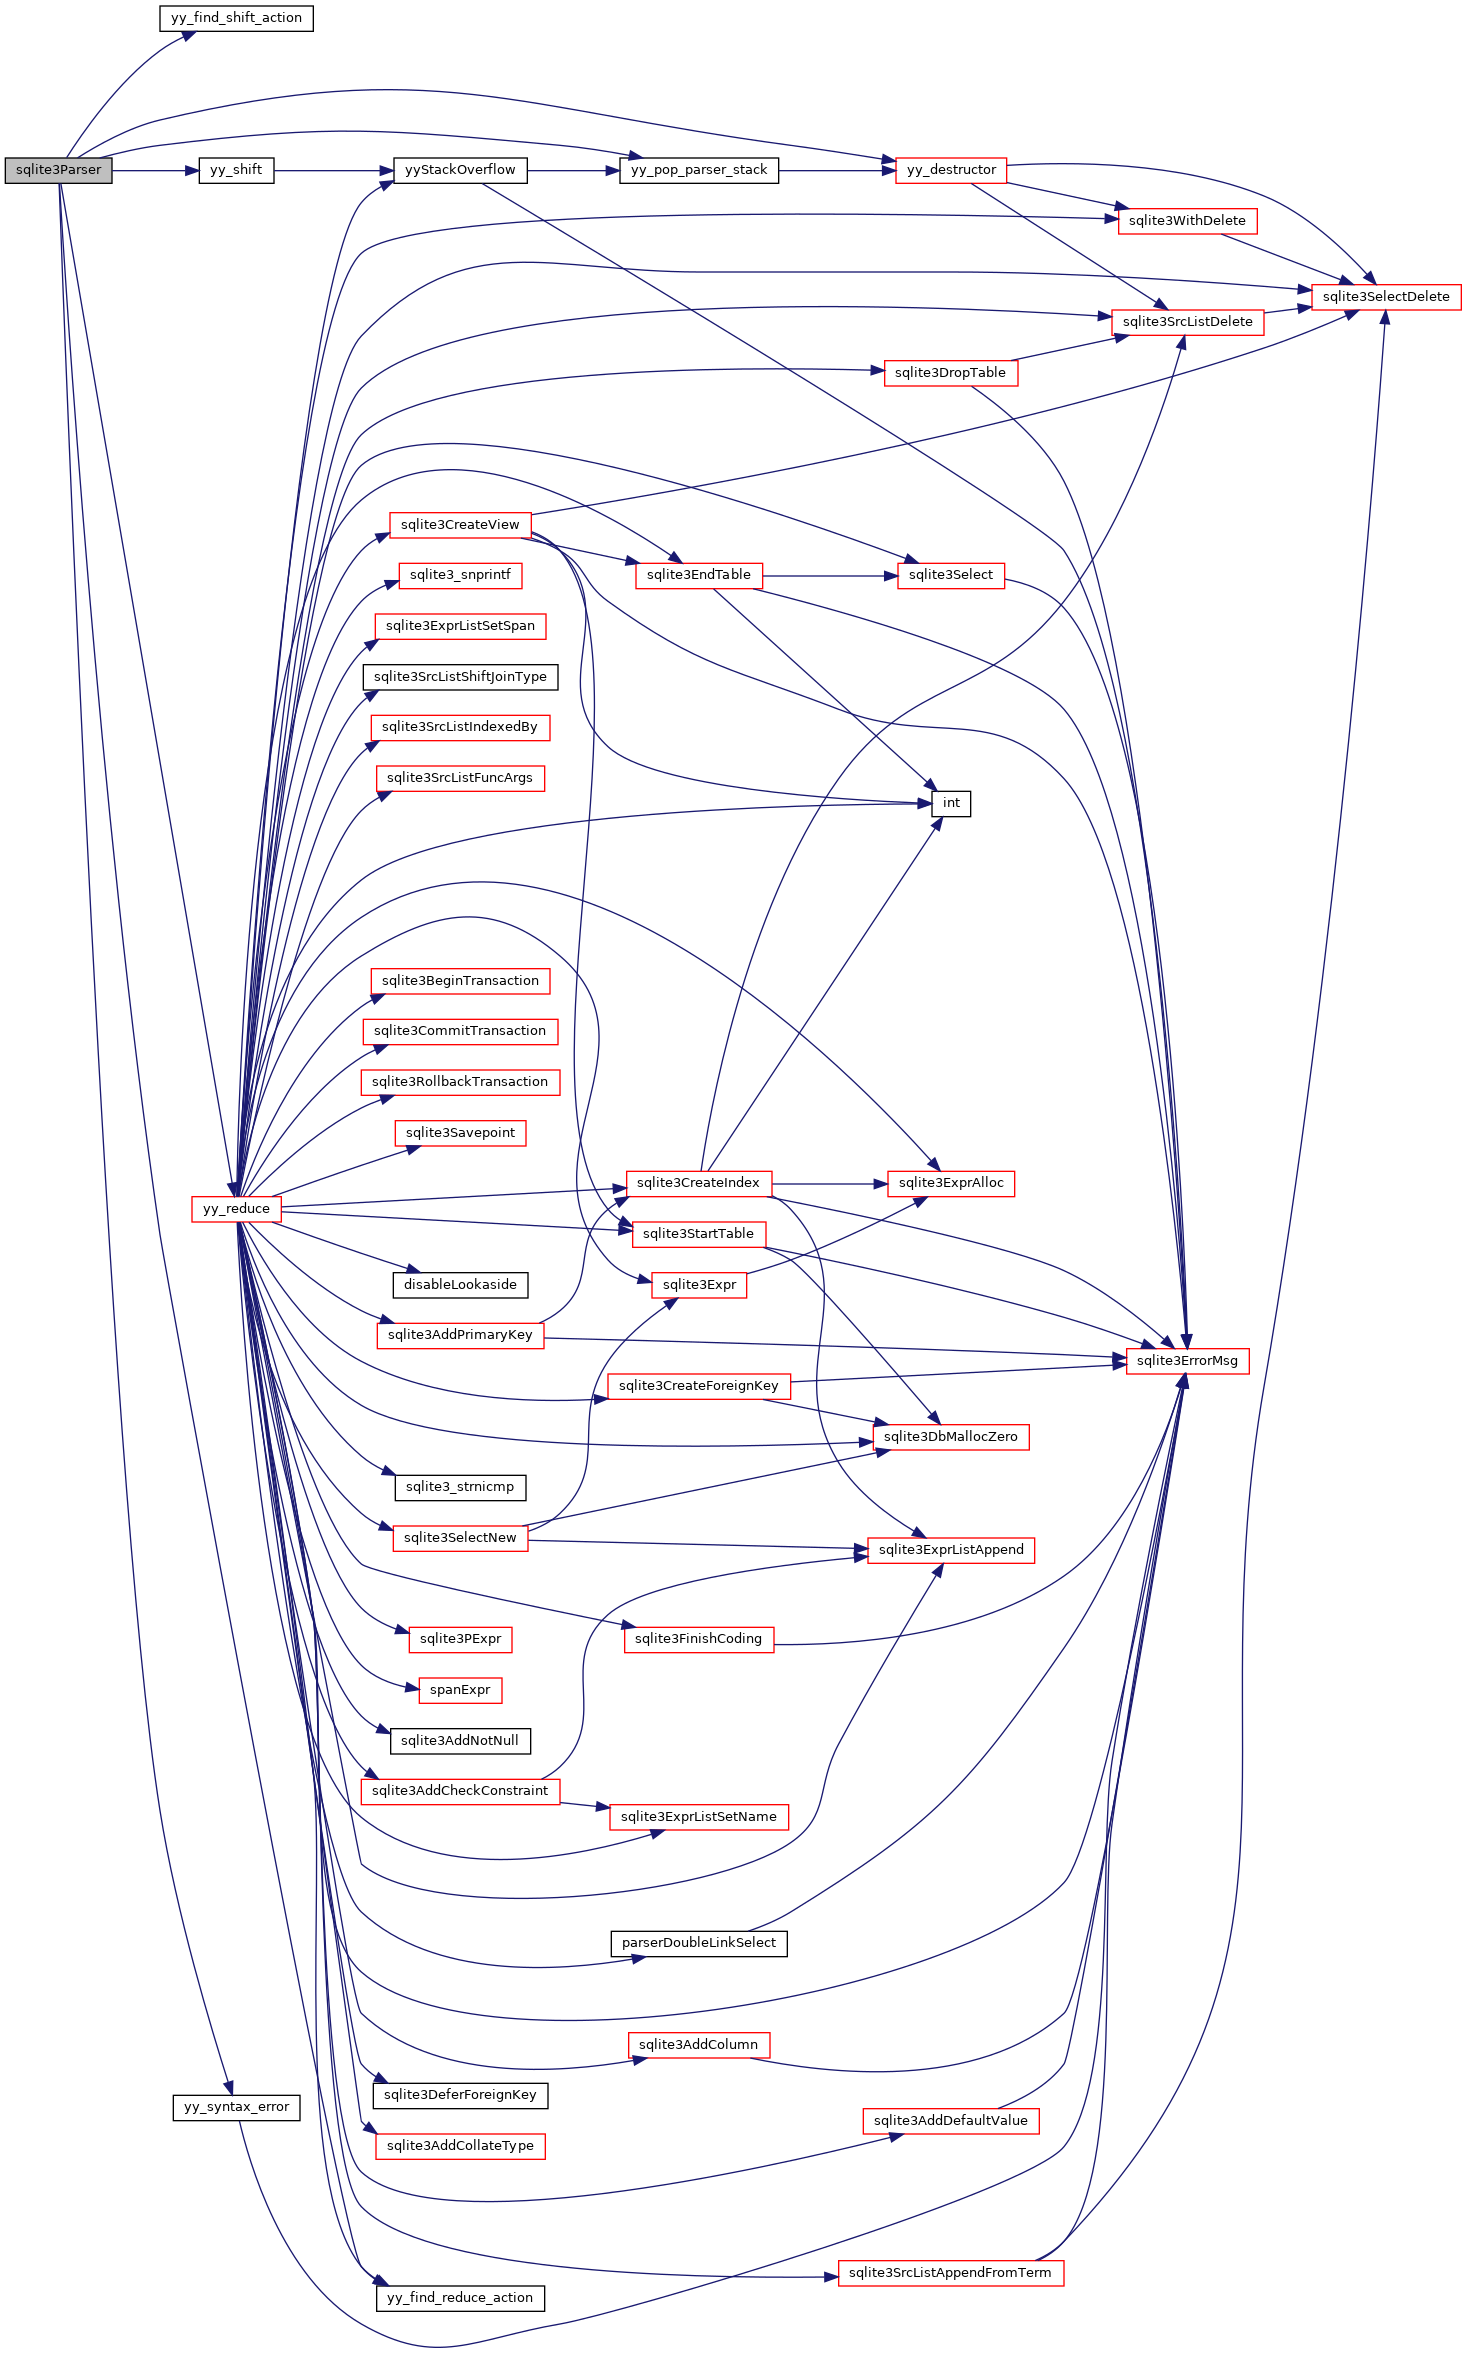 yy_find_shift_action
sqlite3Parser
yy_shift
yyStackOverflow
yy_pop_parser_stack
yy_destructor
sqlite3WithDelete
sqlite3SelectDelete
sqlite3SrcListDelete
sqlite3DropTable
sqlite3CreateView
sqlite3_snprintf
sqlite3EndTable
sqlite3Select
sqlite3ExprListSetSpan
sqlite3SrcListShiftJoinType
sqlite3SrcListIndexedBy
sqlite3SrcListFuncArgs
int
sqlite3BeginTransaction
sqlite3CommitTransaction
sqlite3RollbackTransaction
sqlite3Savepoint
sqlite3CreateIndex
sqlite3ExprAlloc
yy_reduce
sqlite3StartTable
disableLookaside
sqlite3Expr
sqlite3AddPrimaryKey
sqlite3ErrorMsg
sqlite3CreateForeignKey
sqlite3DbMallocZero
sqlite3_strnicmp
sqlite3SelectNew
sqlite3ExprListAppend
sqlite3PExpr
sqlite3FinishCoding
spanExpr
sqlite3AddNotNull
sqlite3AddCheckConstraint
sqlite3ExprListSetName
parserDoubleLinkSelect
sqlite3AddColumn
sqlite3DeferForeignKey
yy_syntax_error
sqlite3AddDefaultValue
sqlite3AddCollateType
sqlite3SrcListAppendFromTerm
yy_find_reduce_action